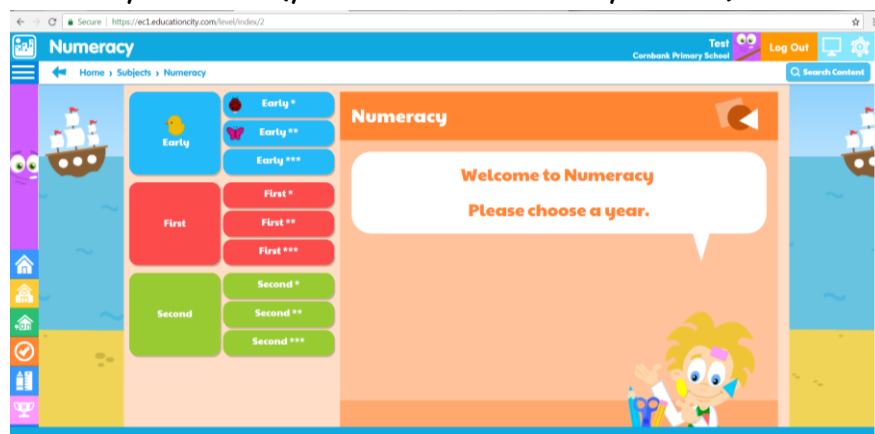 Secure | https://ec1.educationcity.com/level/index/2
Numeracy
Test
Cornbank Primary School
Log Out
Home › Subjects › Numeracy
Search Content
Early
Early *
Early **
Early ***
First
First *
First **
First ***
Second
Second *
Second **
Second ***
Numeracy
Welcome to Numeracy
Please choose a year.